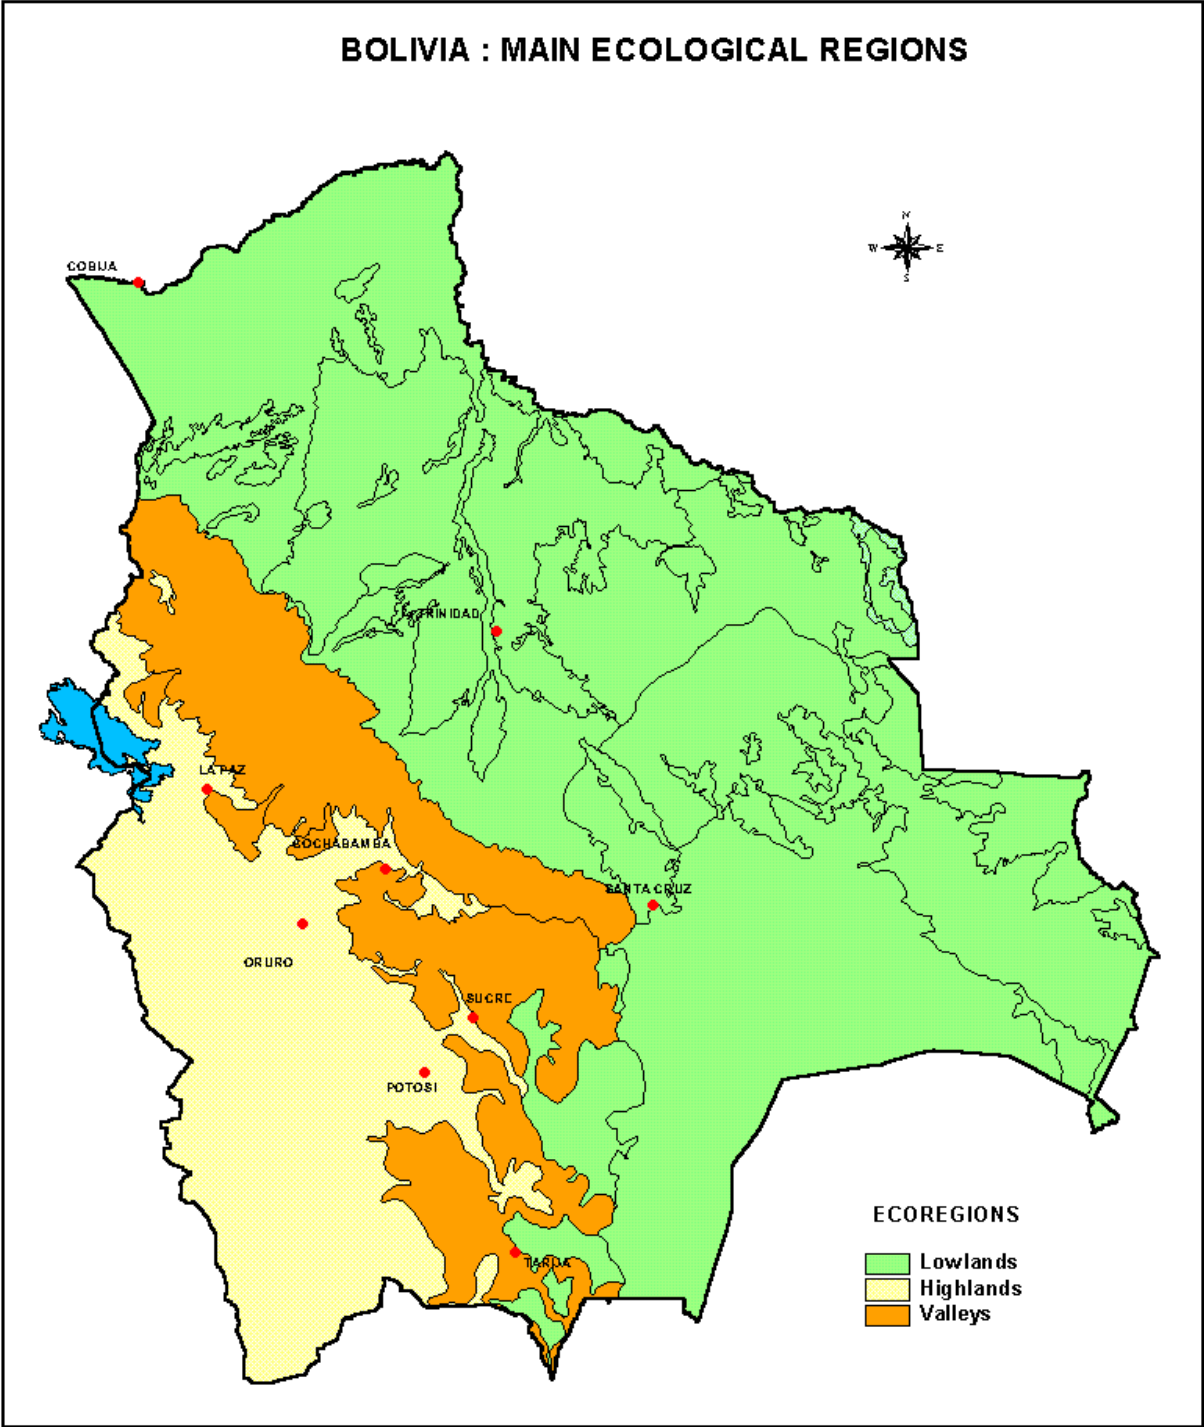 BOLIVIA : MAIN ECOLOGICAL REGIONS
N
W E
S
COBIJA
TRINIDAD
LA PAZ
COCHABAMBA
SANTA CRUZ
ORURO
SUCRE
POTOSI
TARIJA
ECOREGIONS
Lowlands
Highlands
Valleys